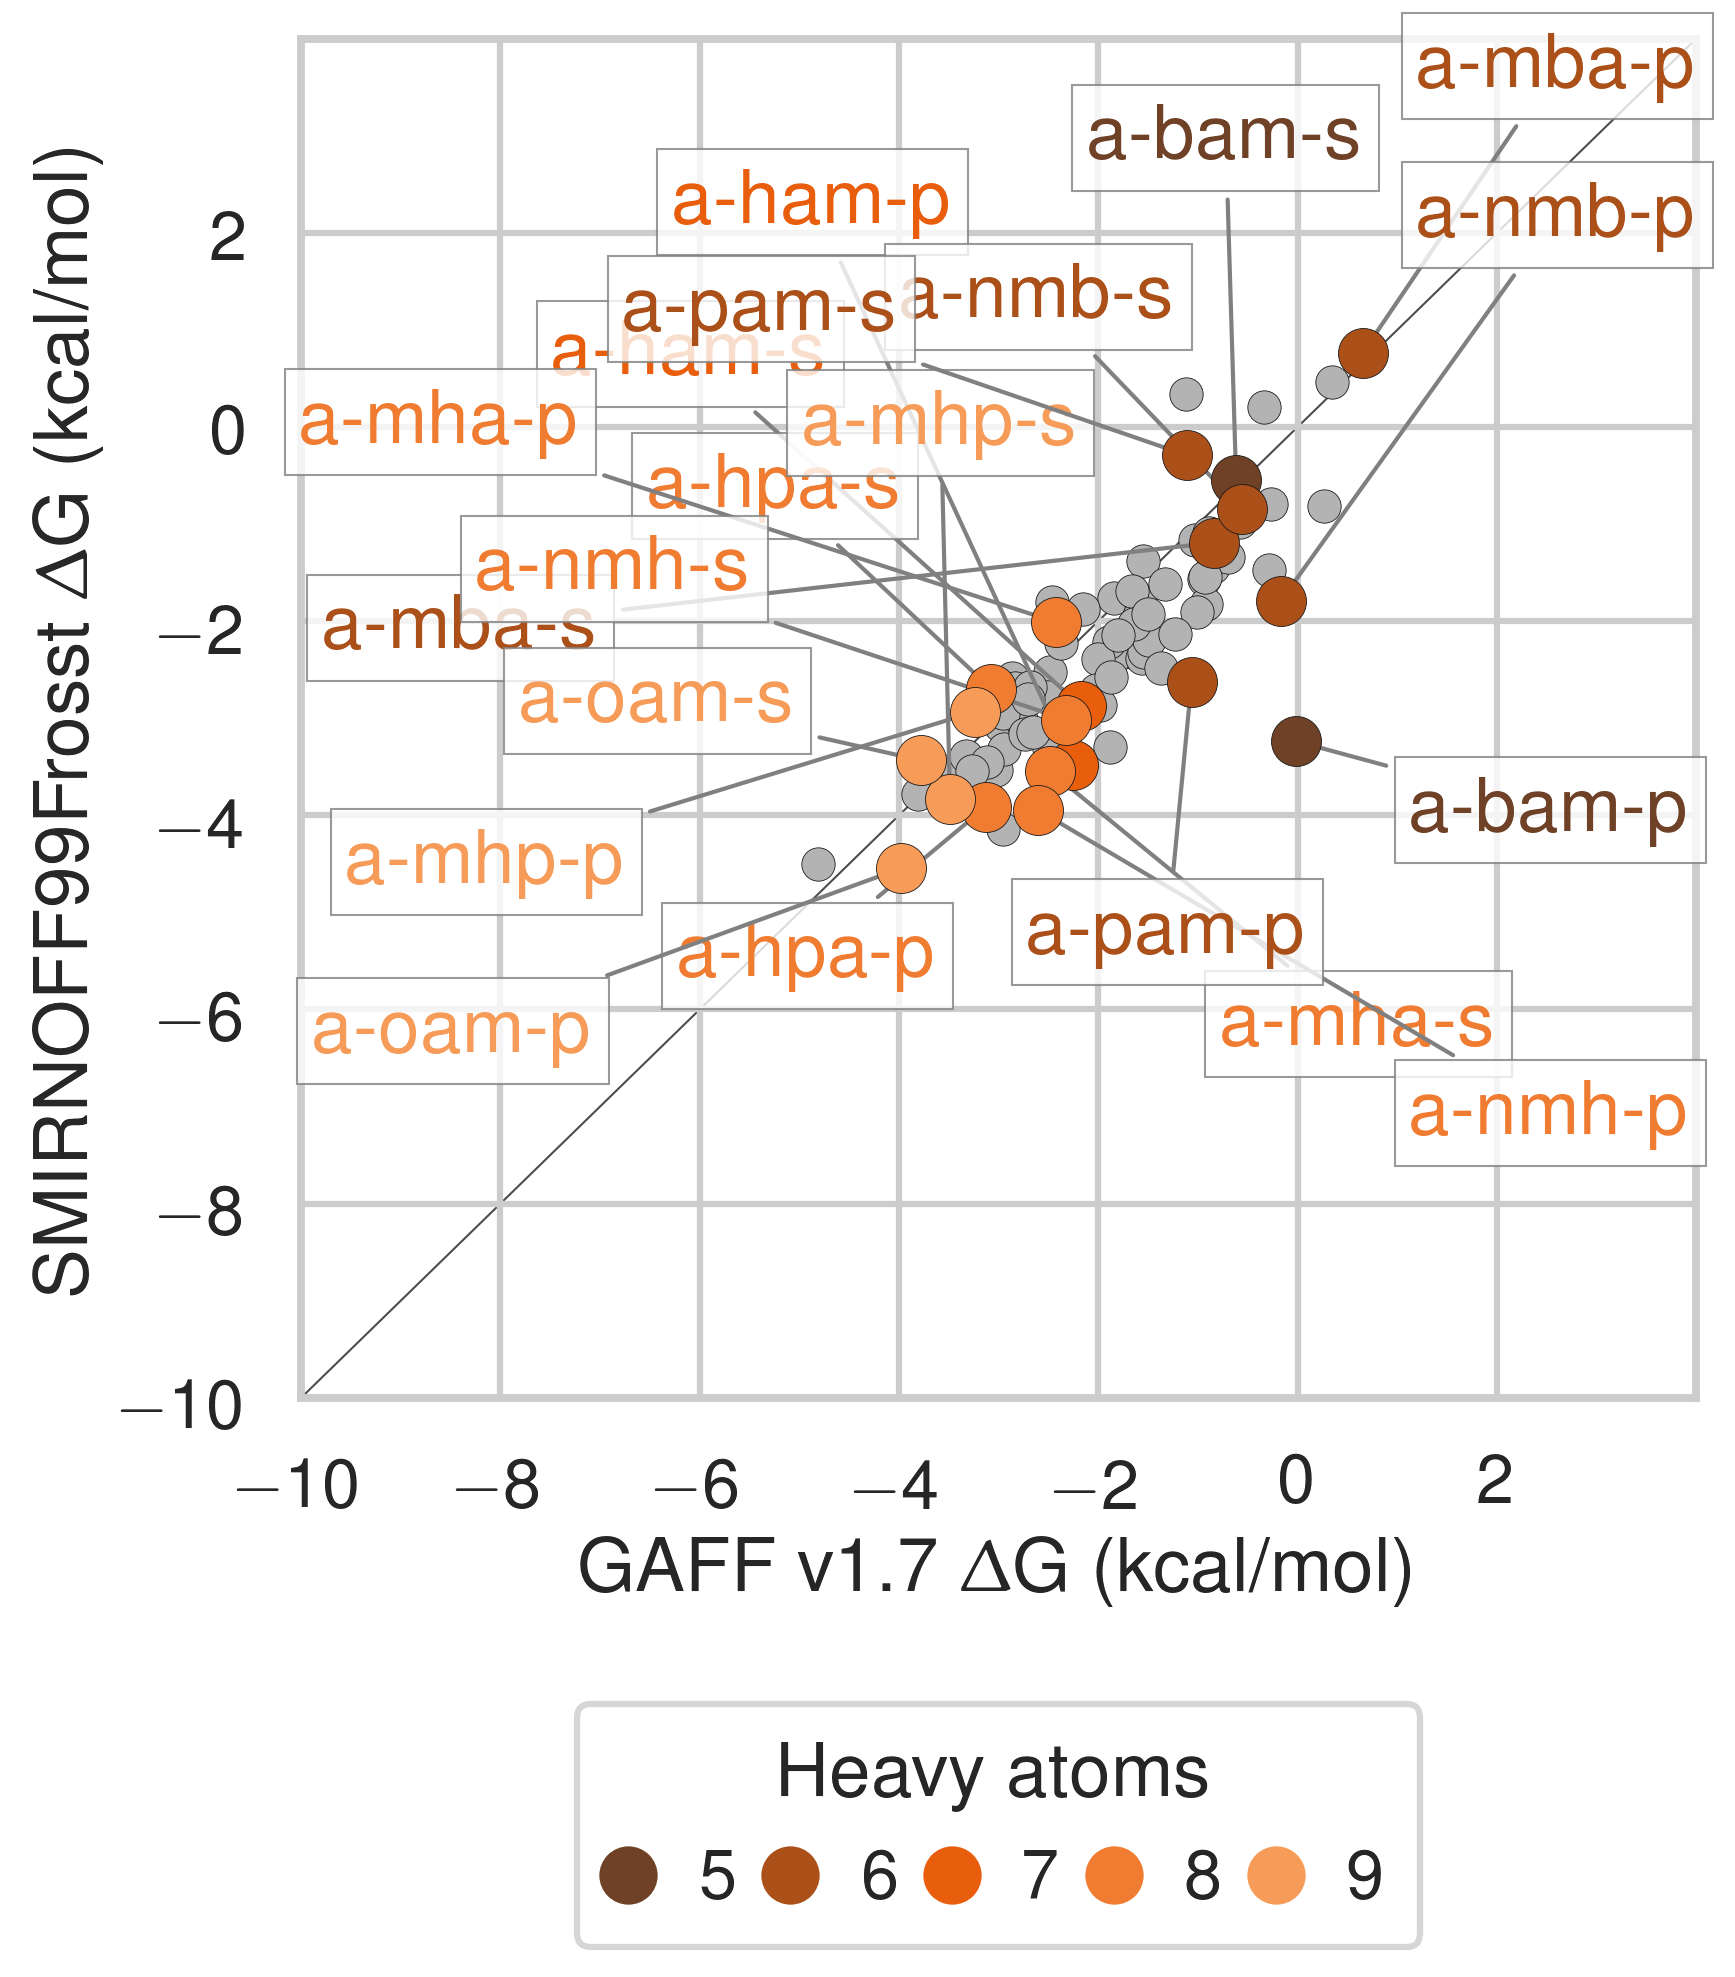 a-mba-p
a-bam-s
a-nmb-p
a-ham-p
a-nmb-s
a-pam-s
a-ham-s
a-mha-p
a-mhp-s
a-hpa-s
a-nmh-s
a-mba-s
a-oam-s
a-bam-p
a-mhp-p
a-pam-p
a-hpa-p
a-mha-s
a-oam-p
a-nmh-p
SMIRNOFF99Frosst ΔG (kcal/mol)
2
0
−2
−4
−6
−8
−10
−10 −8 −6 −4 −2 0 2
GAFF v1.7 ΔG (kcal/mol)
Heavy atoms
5 6 7 8 9